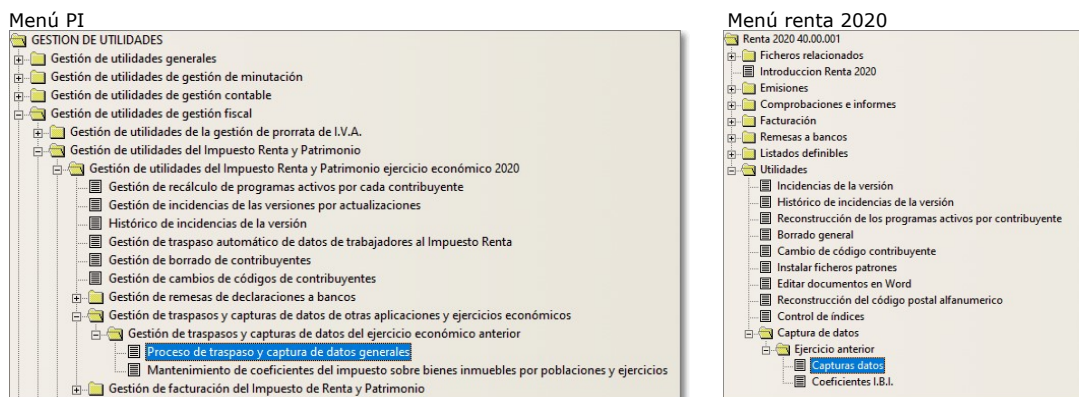 Menú PI
GESTION DE UTILIDADES
Gestión de utilidades generales
Gestión de utilidades de gestión de minutación
Gestión de utilidades de gestión contable
Gestión de utilidades de gestión fiscal
Gestión de utilidades de la gestión de prorrata de I.V.A.
Gestión de utilidades del Impuesto Renta y Patrimonio
Gestión de utilidades del Impuesto Renta y Patrimonio ejercicio económico 2020
Gestión de recálculo de programas activos por cada contribuyente
Gestión de incidencias de las versiones por actualizaciones
Histórico de incidencias de la versión
Gestión de traspaso automático de datos de trabajadores al Impuesto Renta
Gestión de borrado de contribuyentes
Gestión de cambios de códigos de contribuyentes
Gestión de remesas de declaraciones a bancos
Gestión de traspasos y capturas de datos de otras aplicaciones y ejercicios económicos
Gestión de traspasos y capturas de datos del ejercicio económico anterior
Proceso de traspaso y captura de datos generales
Mantenimiento de coeficientes del impuesto sobre bienes inmuebles por poblaciones y ejercicios
Gestión de facturación del Impuesto de Renta y Patrimonio
Menú renta 2020
Renta 2020 40.00.001
Ficheros relacionados
Introduccion Renta 2020
Emisiones
Comprobaciones e informes
Facturación
Remesas a bancos
Listados definibles
Utilidades
Incidencias de la versión
Histórico de incidencias de la versión
Reconstrucción de los programas activos por contribuyente
Borrado general
Cambio de código contribuyente
Instalar ficheros patrones
Editar documentos en Word
Reconstrucción del código postal alfanumerico
Control de índices
Captura de datos
Ejercicio anterior
Capturas datos
Coeficientes I.B.I.